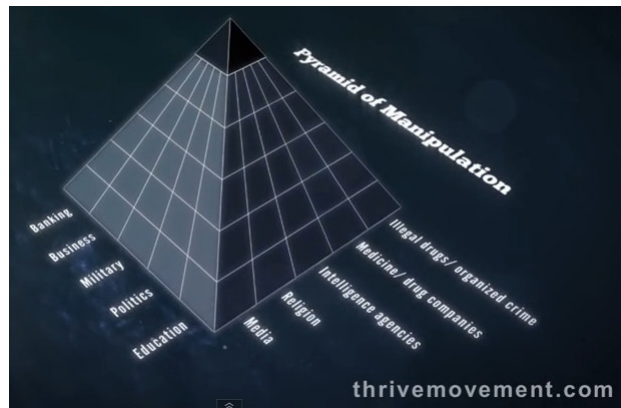 Pyramid of Manipulation
Banking
Business
Military
Politics
Education
Media
Religion
Intelligence agencies
Medicine/ drug companies
Illegal drugs/ organized crime
thrivemovement.com